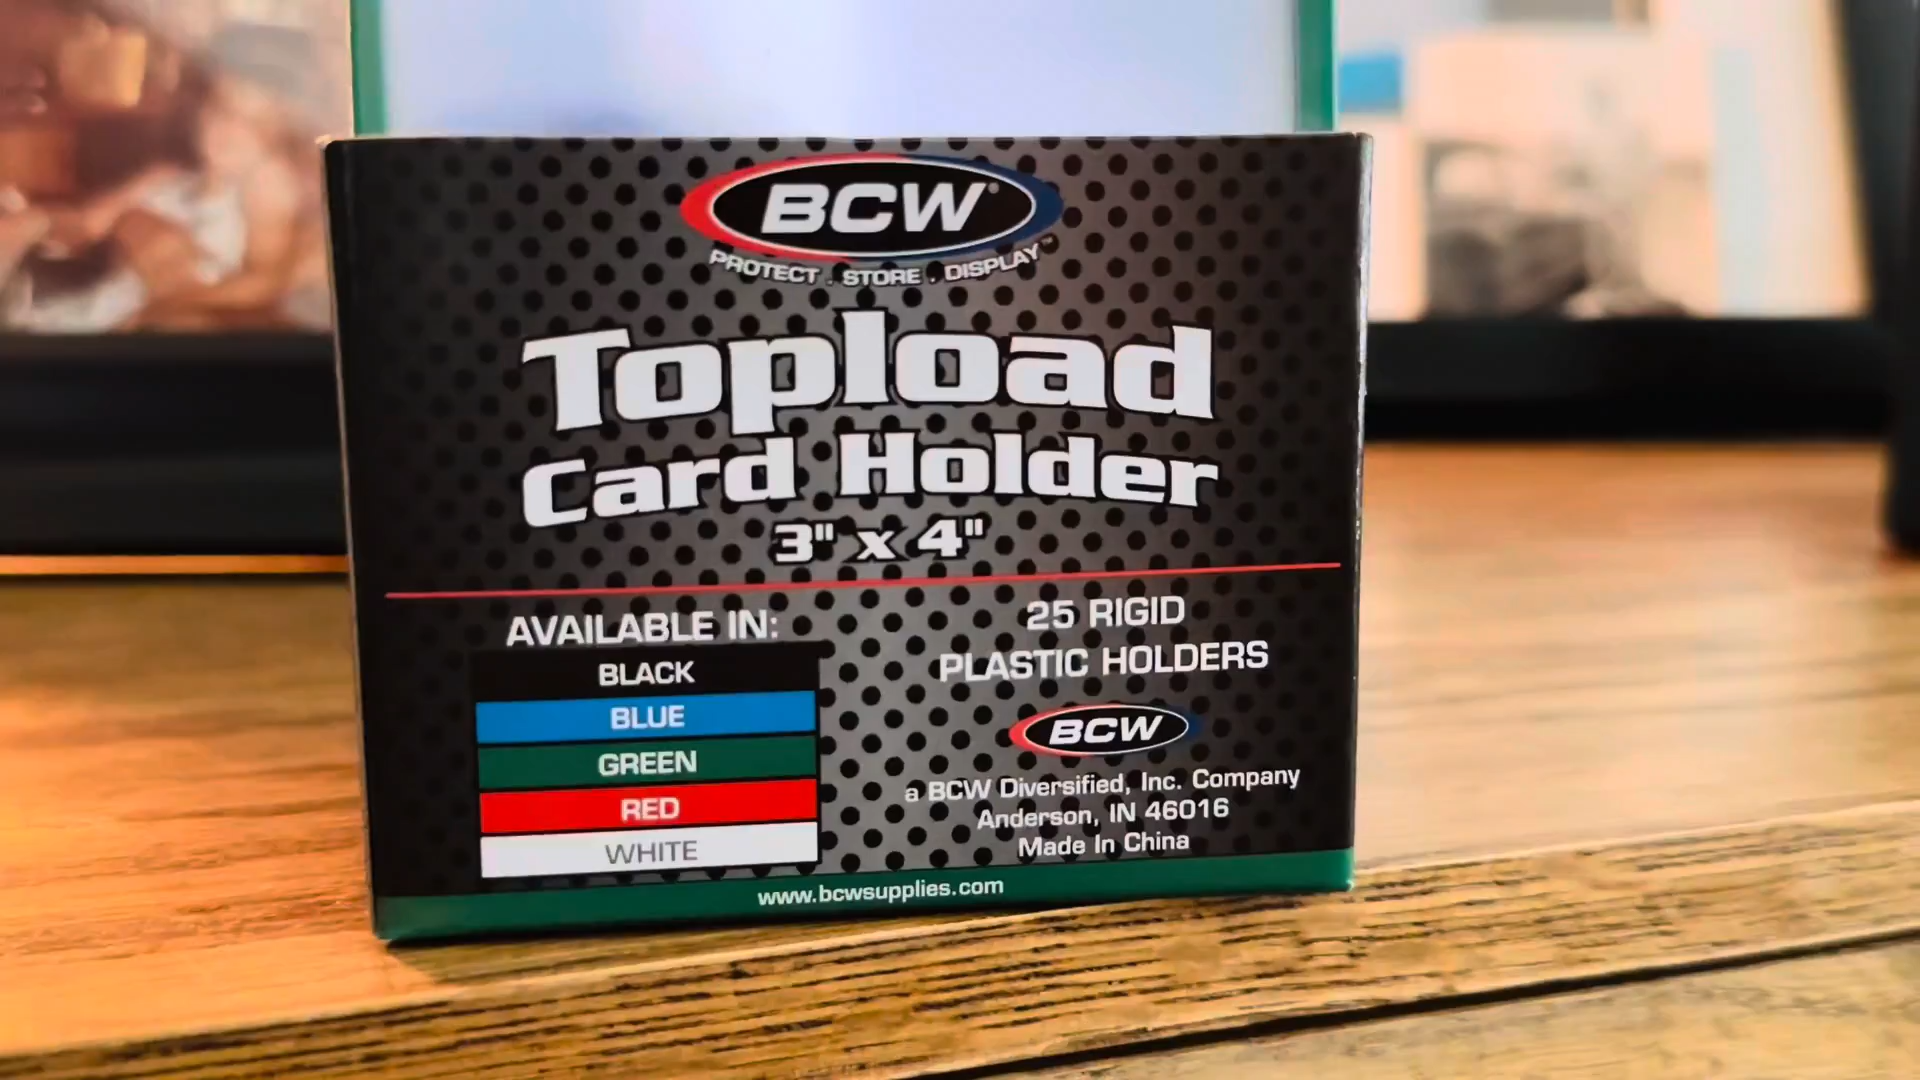 BCW®
PROTECT . STORE . DISPLAY™
Topload
Card Holder
3" x 4"
AVAILABLE IN:
BLACK
BLUE
GREEN
RED
WHITE
25 RIGID
PLASTIC HOLDERS
BCW
a BCW Diversified, Inc. Company
Anderson, IN 46016
Made In China
www.bcwsupplies.com